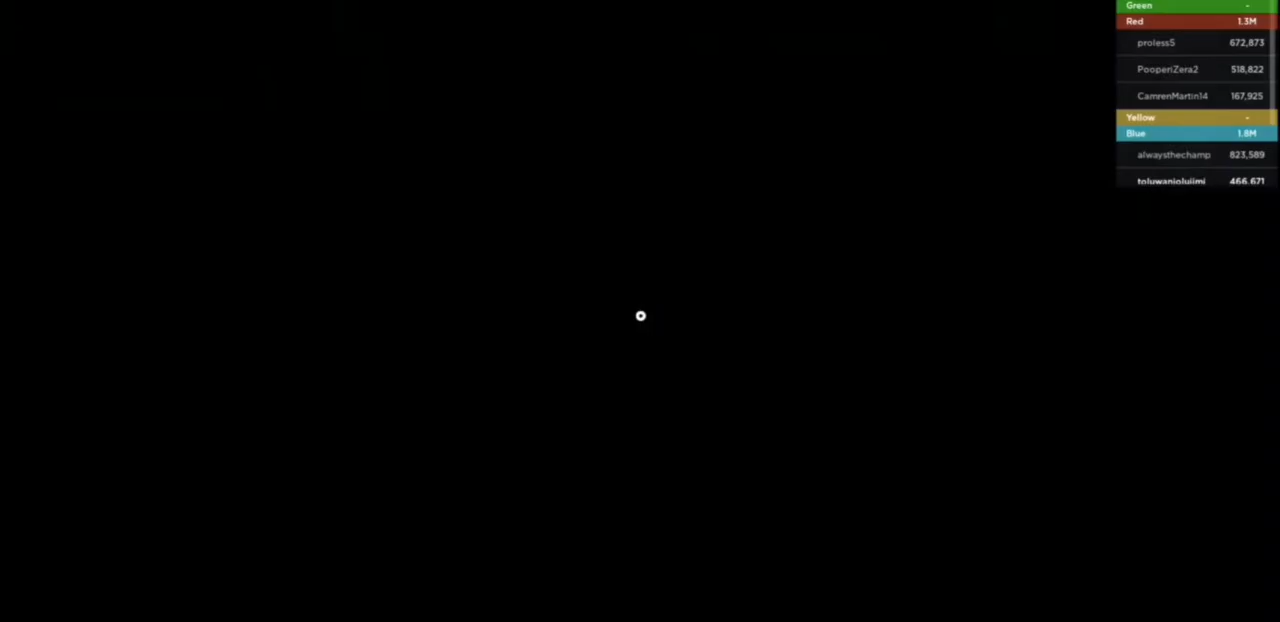 Green -
Red 1.3M
proless5 672,873
PooperiZera2 518,822
CamrenMartin14 167,925
Yellow -
Blue 1.8M
alwaysthechamp 823,589
466,671